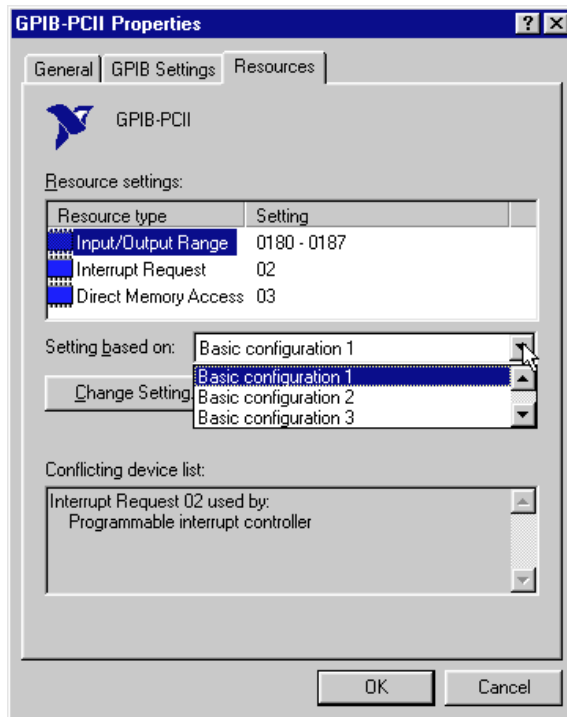 GPIB-PCII Properties
General GPIB Settings Resources
GPIB-PCII
Resource settings:
Resource type Setting
Input/Output Range 0180 - 0187
Interrupt Request 02
Direct Memory Access 03
Setting based on: Basic configuration 1
Basic configuration 1
Change Setting. Basic configuration 2
Basic configuration 3
Conflicting device list:
Interrupt Request 02 used by:
Programmable interrupt controller
OK Cancel